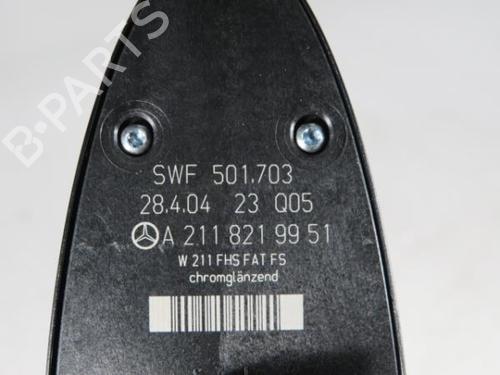 B-PARTS
SWF 501.703
28.4.04 23 Q05
A 211 821 99 51
W 211 FHS FAT FS
chromglänzend